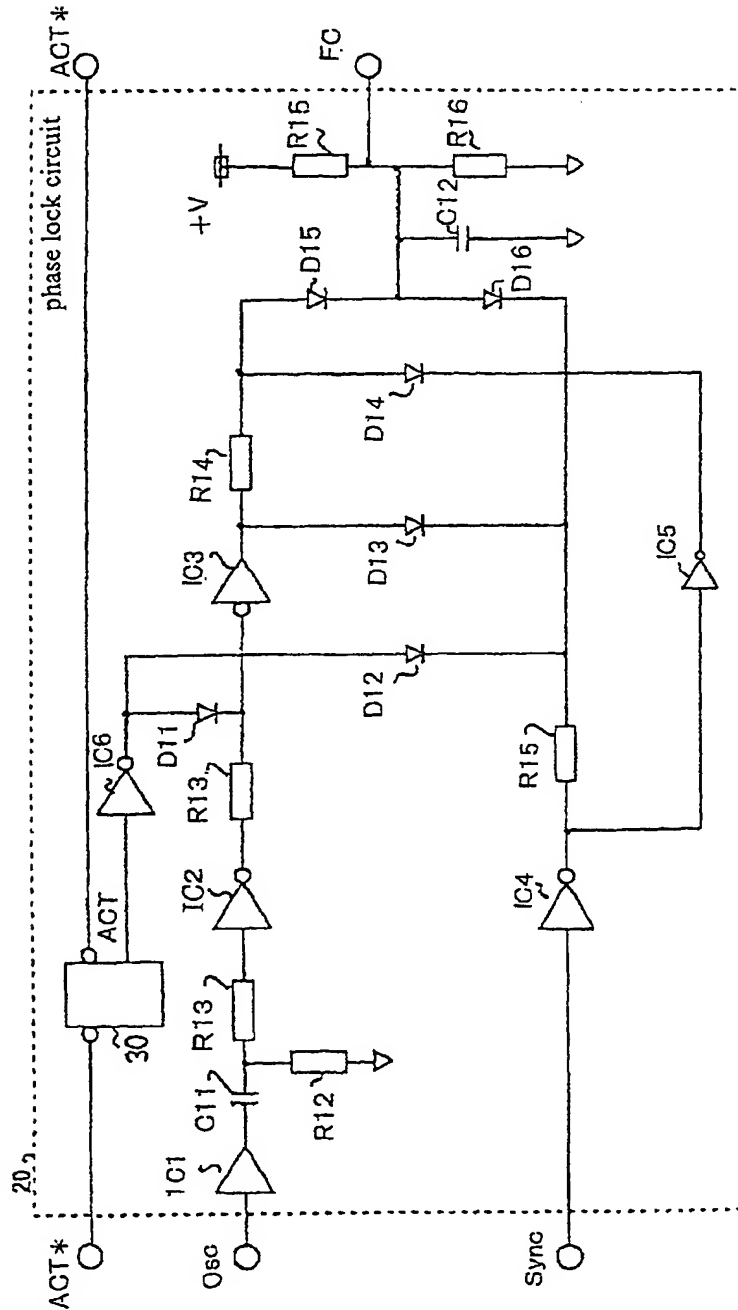 20
phase lock circuit
ACT*
ACT*
30
ACT
IC6
+V
R15
FC
D11
D15
R16
C12
Osc
1C1
C11
R13
IC2
R13
IC3
R14
R12
D12
D13
D14
D16
Sync
IC4
R15
IC5